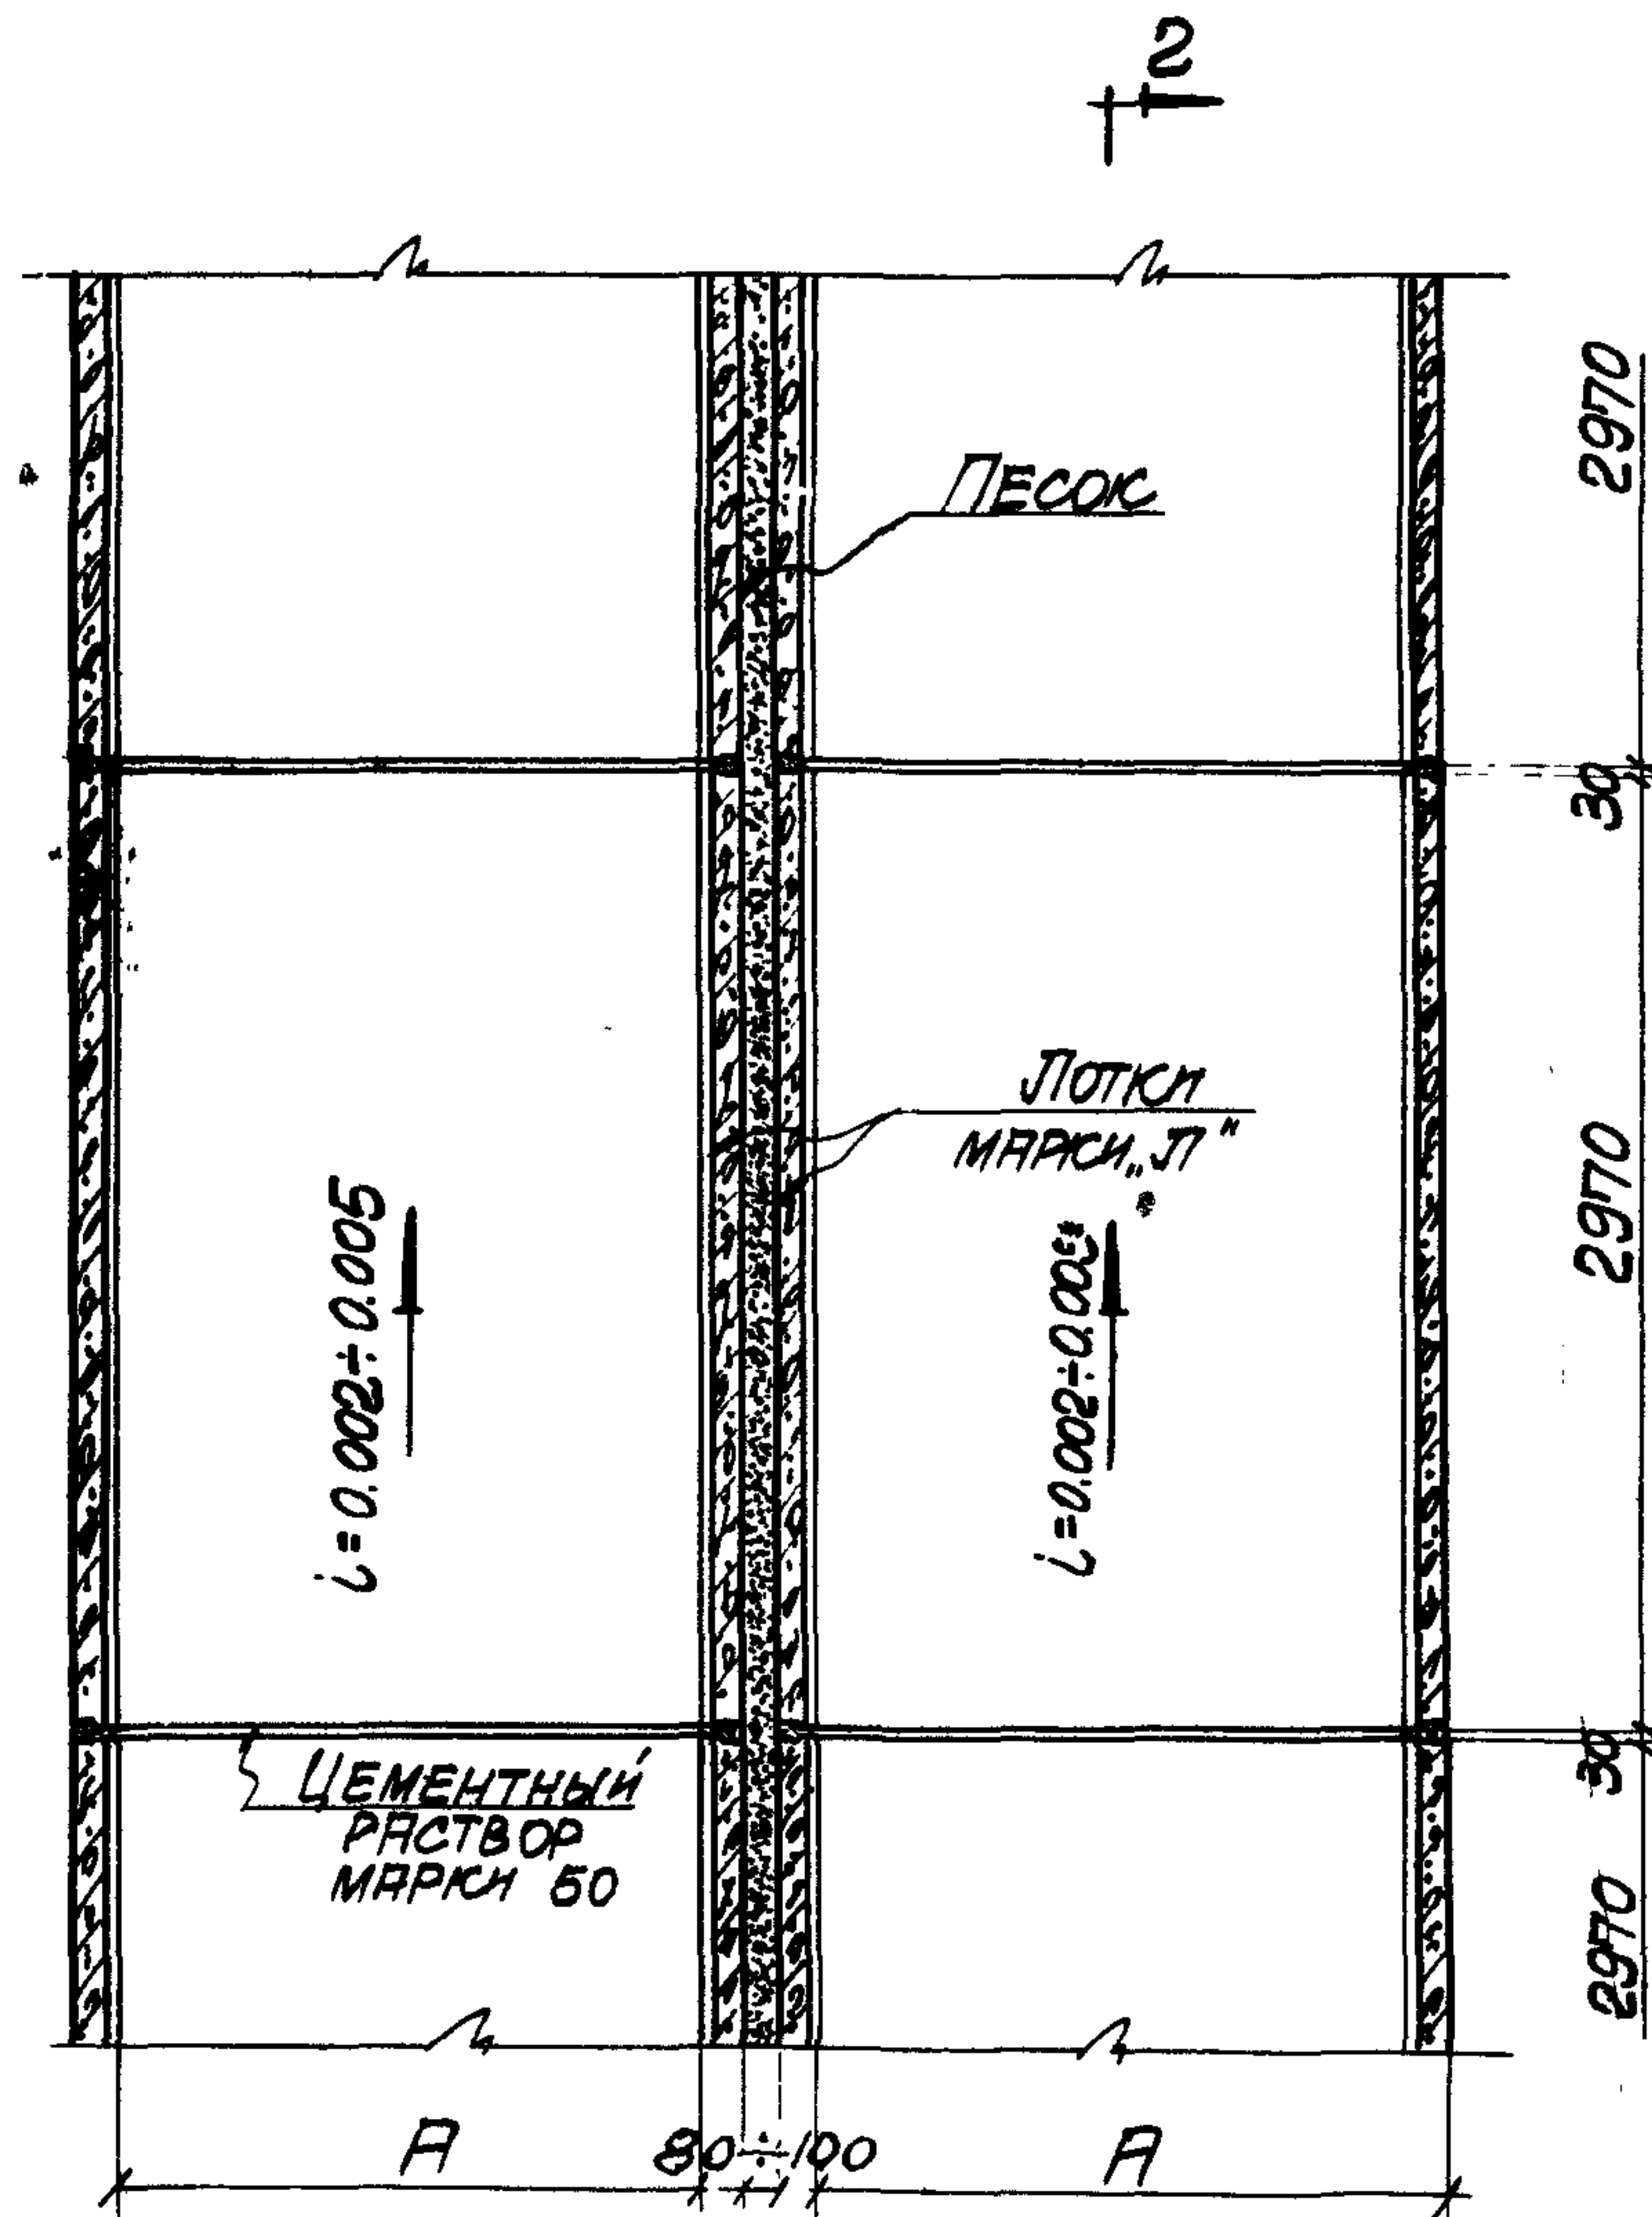 2
2970
ПЕСОК
30
ЛОТКИ
МАРКИ „Л"
2970
i=0.002÷0.005
i=0.002÷0.005
30
ЦЕМЕНТНЫЙ
РАСТВОР
МАРКИ 50
2970
А
80÷100
А